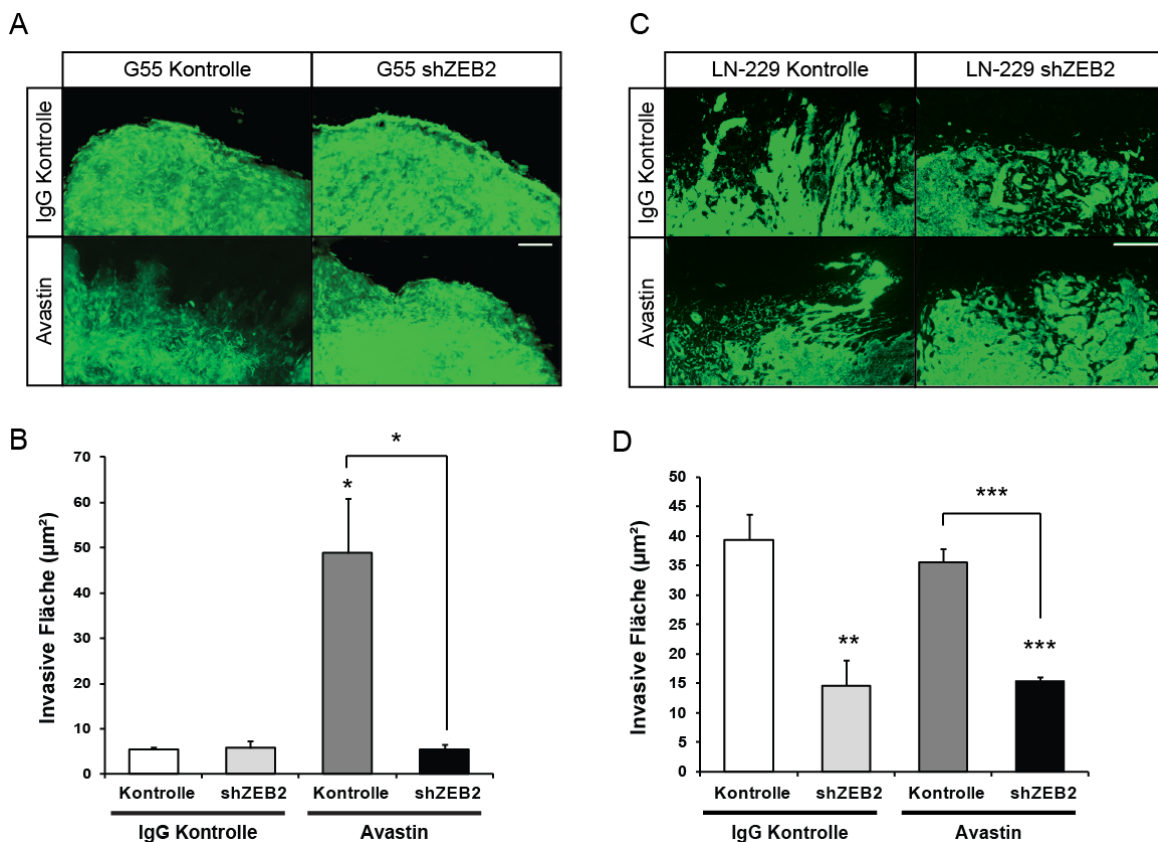 A
G55 Kontrolle
G55 shZEB2
IgG Kontrolle
Avastin
C
LN-229 Kontrolle
LN-229 shZEB2
IgG Kontrolle
Avastin
B
Invasive Fläche (µm²)
70
60
50
40
30
20
10
0
*
*
Kontrolle
shZEB2
Kontrolle
shZEB2
IgG Kontrolle
Avastin
D
Invasive Fläche (µm²)
50
45
40
35
30
25
20
15
10
5
0
**
***
***
Kontrolle
shZEB2
Kontrolle
shZEB2
IgG Kontrolle
Avastin